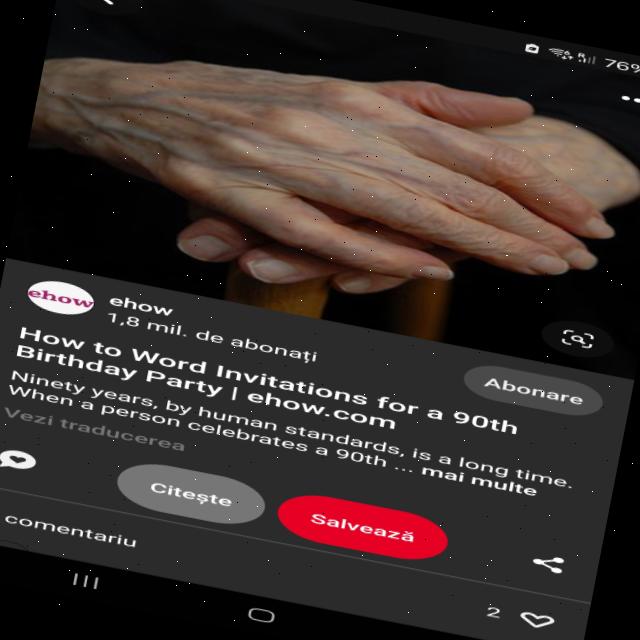 76%
ehow
ehow
1,8 mil. de abonați
Abonare
How to Word Invitations for a 90th
Birthday Party | ehow.com
Ninety years, by human standards, is a long time.
When a person celebrates a 90th ... mai multe
Vezi traducerea
Citește
Salvează
comentariu
2